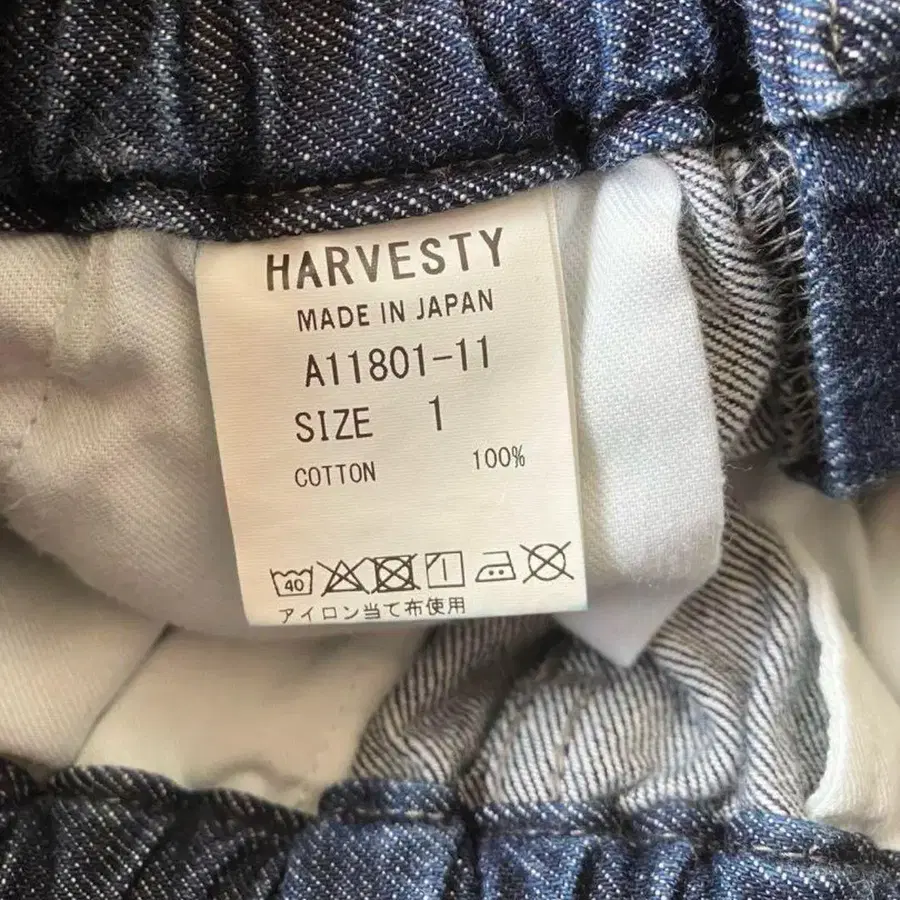 HARVESTY
MADE IN JAPAN
A11801-11
SIZE 1
COTTON 100%
40
アイロン当て布使用